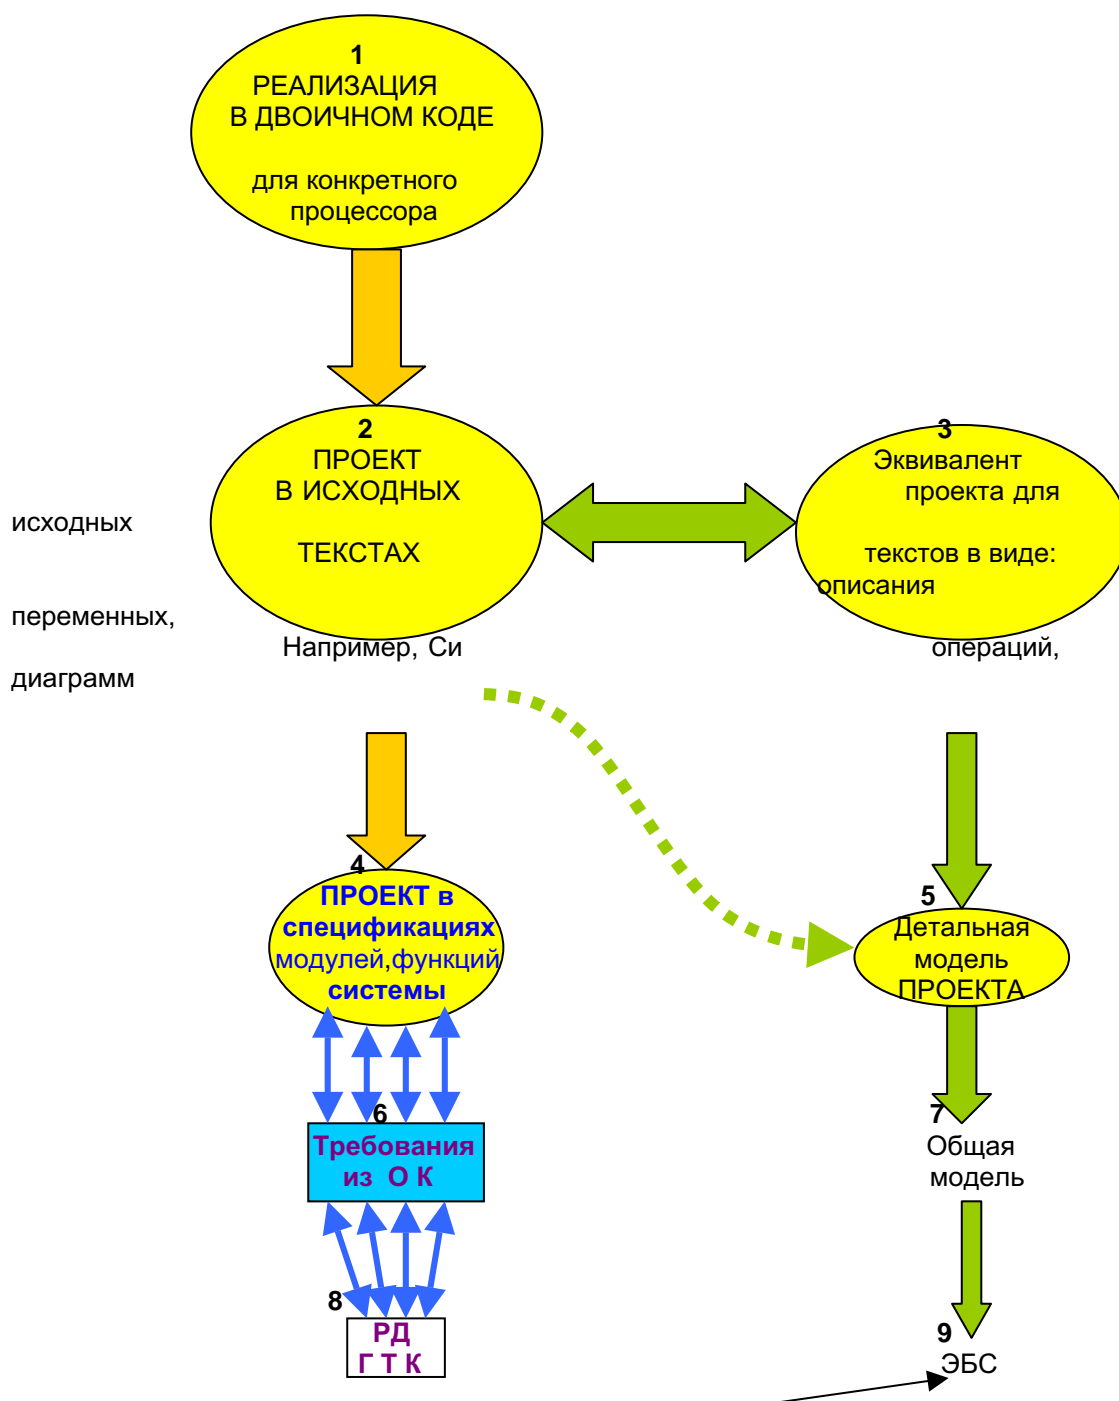 1
РЕАЛИЗАЦИЯ
В ДВОИЧНОМ КОДЕ
для конкретного
процессора
2
ПРОЕКТ
В ИСХОДНЫХ
ТЕКСТАХ
Например, Си
3
Эквивалент
проекта для
исходных
текстов в виде:
описания
переменных,
операций,
диаграмм
4
ПРОЕКТ в
спецификациях
модулей,функций
системы
5
Детальная
модель
ПРОЕКТА
6
Требования
из О К
7
Общая
модель
8
РД
Г Т К
9
ЭБС